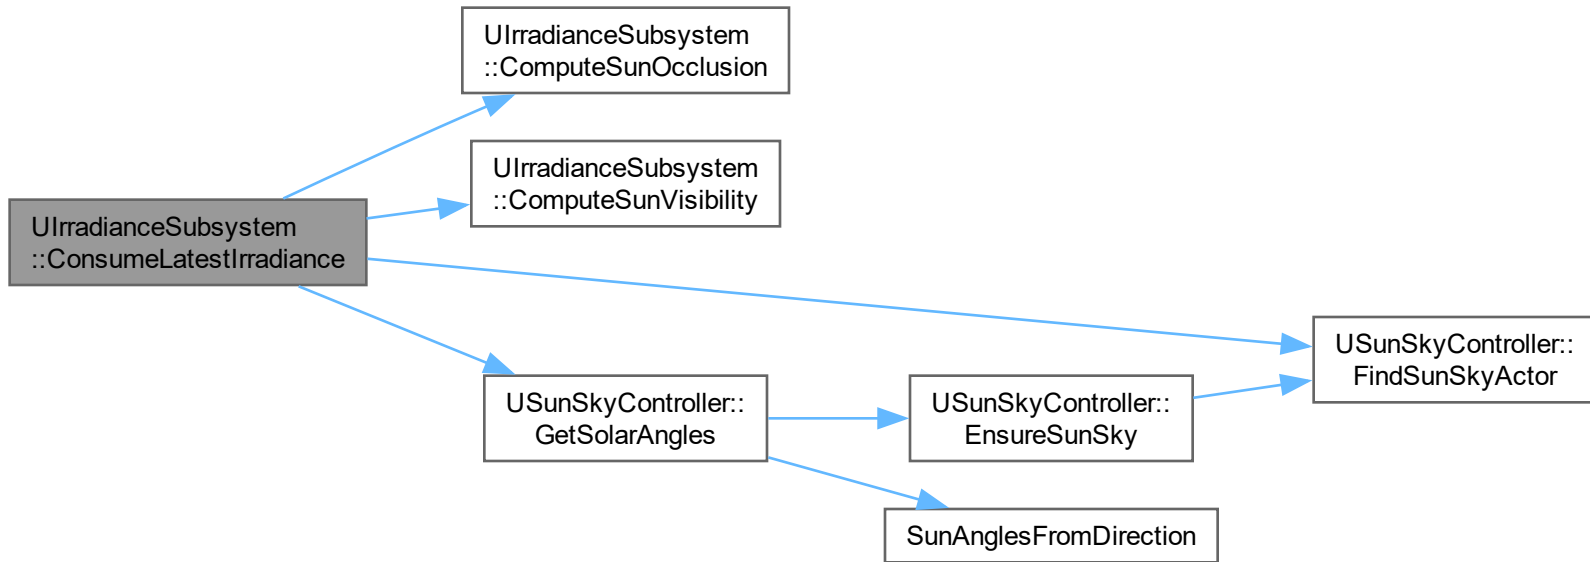 UIrradianceSubsystem
::ComputeSunOcclusion
UIrradianceSubsystem
::ComputeSunVisibility
UIrradianceSubsystem
::ConsumeLatestIrradiance
USunSkyController::
FindSunSkyActor
USunSkyController::
GetSolarAngles
USunSkyController::
EnsureSunSky
SunAnglesFromDirection